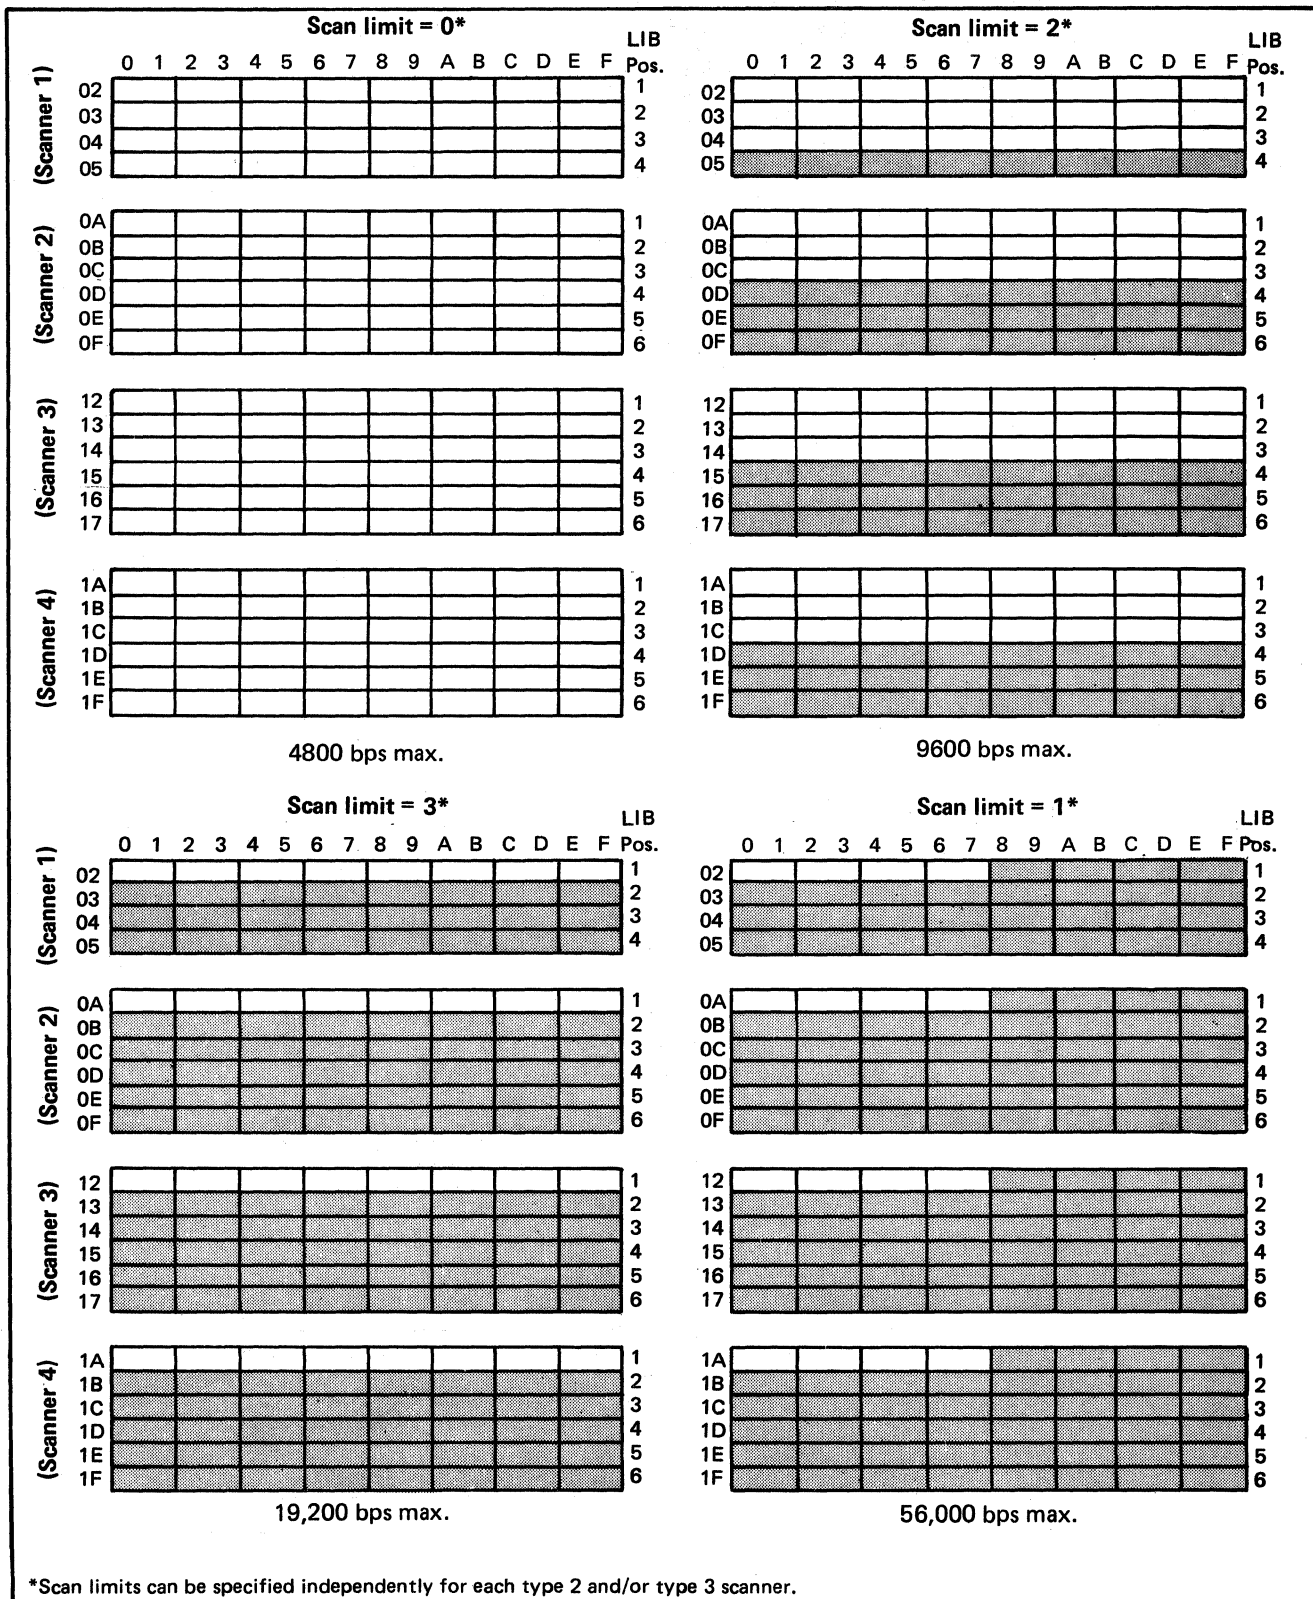 Scan limit = 0*
LIB
0 1 2 3 4 5 6 7 8 9 A B C D E F Pos.
(Scanner 1)
02 1
03 2
04 3
05 4
(Scanner 2)
0A 1
0B 2
0C 3
0D 4
0E 5
0F 6
(Scanner 3)
12 1
13 2
14 3
15 4
16 5
17 6
(Scanner 4)
1A 1
1B 2
1C 3
1D 4
1E 5
1F 6
4800 bps max.
Scan limit = 2*
LIB
0 1 2 3 4 5 6 7 8 9 A B C D E F Pos.
02 1
03 2
04 3
05 4
0A 1
0B 2
0C 3
0D 4
0E 5
0F 6
12 1
13 2
14 3
15 4
16 5
17 6
1A 1
1B 2
1C 3
1D 4
1E 5
1F 6
9600 bps max.
Scan limit = 3*
LIB
0 1 2 3 4 5 6 7 8 9 A B C D E F Pos.
(Scanner 1)
02 1
03 2
04 3
05 4
(Scanner 2)
0A 1
0B 2
0C 3
0D 4
0E 5
0F 6
(Scanner 3)
12 1
13 2
14 3
15 4
16 5
17 6
(Scanner 4)
1A 1
1B 2
1C 3
1D 4
1E 5
1F 6
19,200 bps max.
Scan limit = 1*
LIB
0 1 2 3 4 5 6 7 8 9 A B C D E F Pos.
02 1
03 2
04 3
05 4
0A 1
0B 2
0C 3
0D 4
0E 5
0F 6
12 1
13 2
14 3
15 4
16 5
17 6
1A 1
1B 2
1C 3
1D 4
1E 5
1F 6
56,000 bps max.
*Scan limits can be specified independently for each type 2 and/or type 3 scanner.